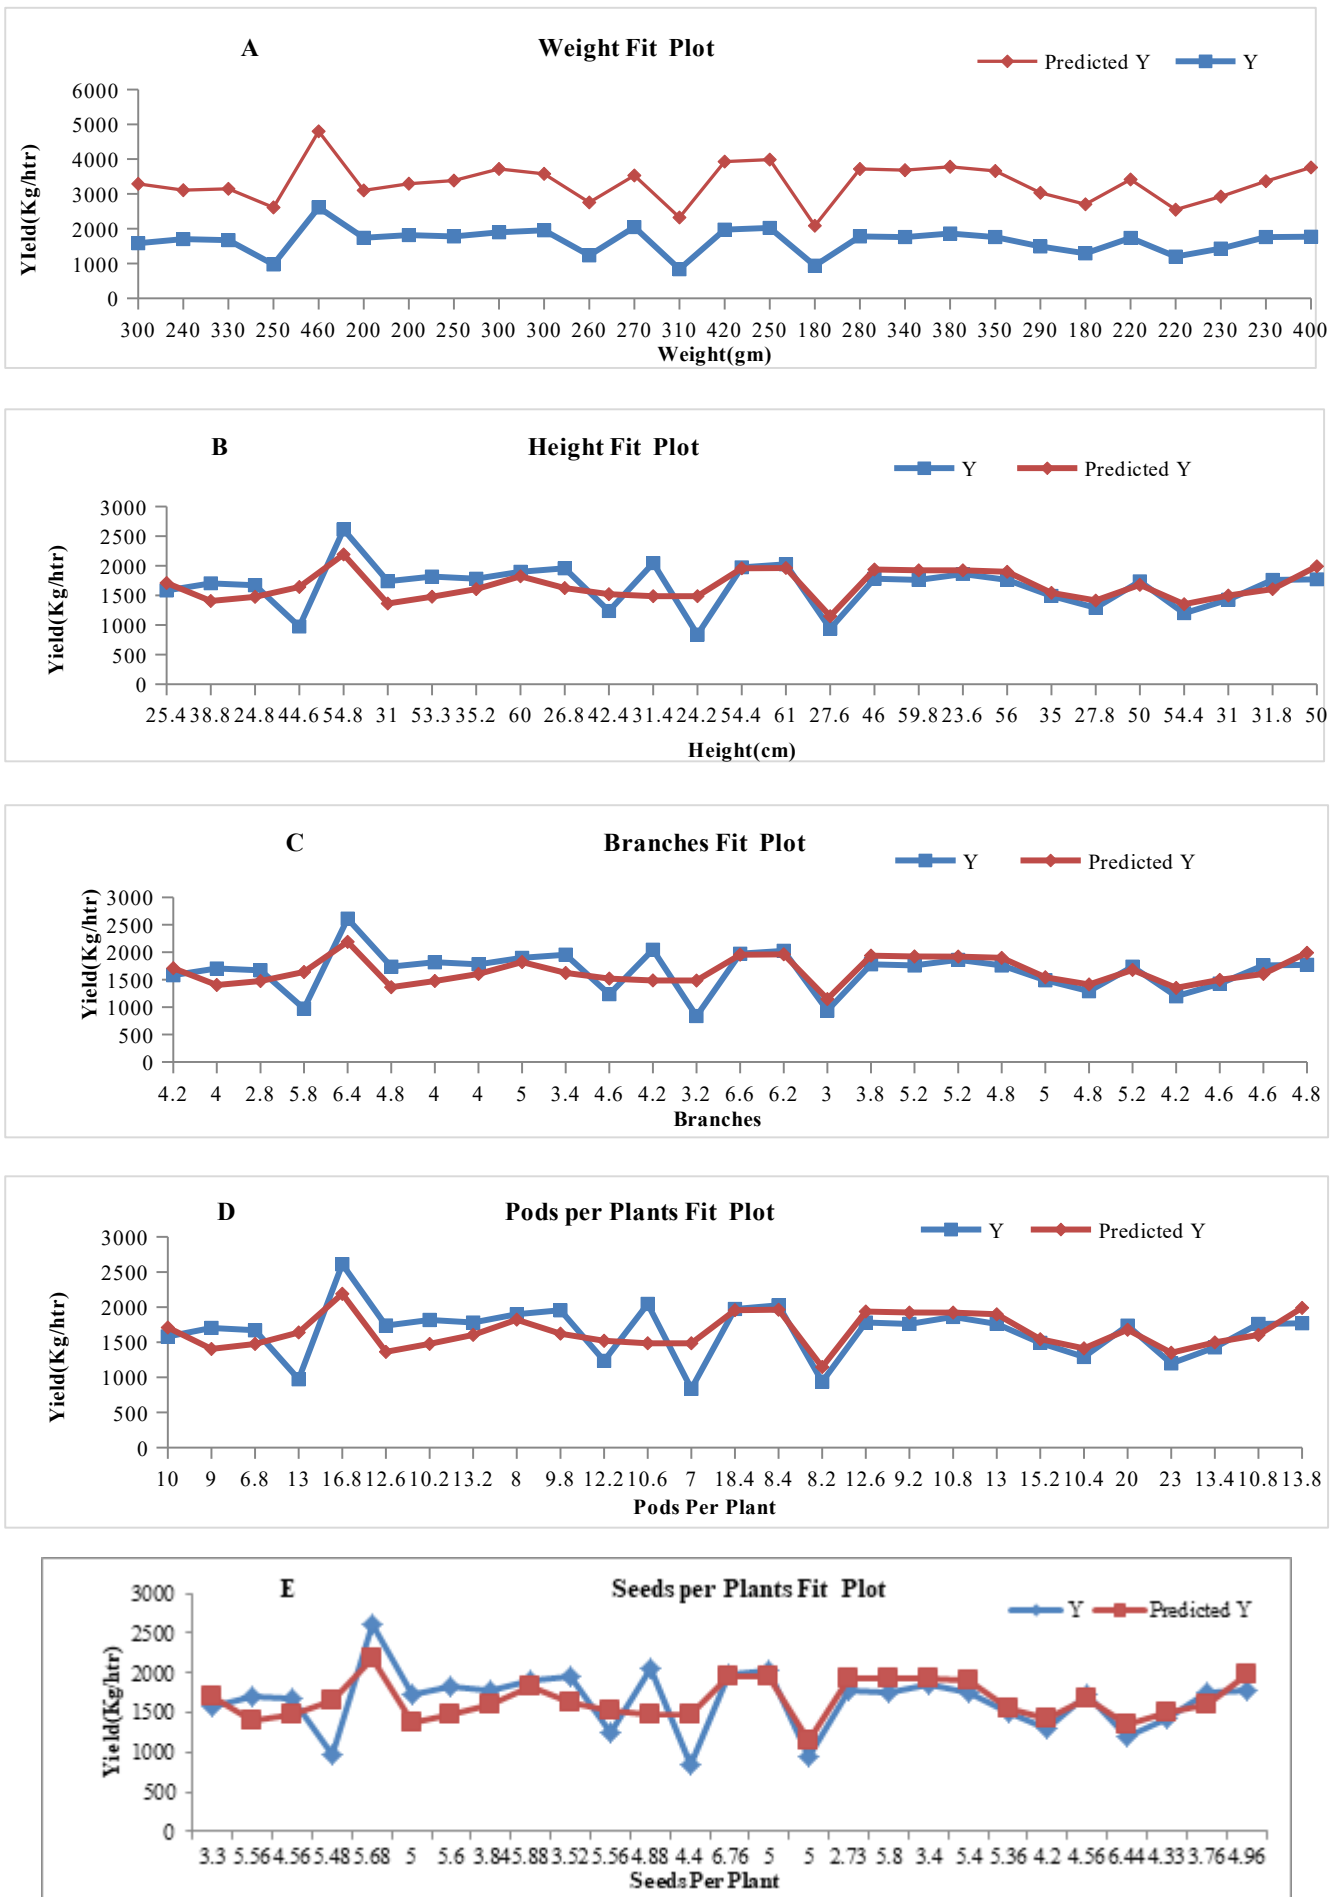 A
Weight Fit Plot
Predicted Y
Y
6000
5000
4000
3000
2000
1000
0
YIeld(Kg/htr)
300 240 330 250 460 200 200 250 300 300 260 270 310 420 250 180 280 340 380 350 290 180 220 220 230 230 400
Weight(gm)
B
Height Fit Plot
Y
Predicted Y
3000
2500
2000
1500
1000
500
0
Yield(Kg/htr)
25.4 38.8 24.8 44.6 54.8 31 53.3 35.2 60 26.8 42.4 31.4 24.2 54.4 61 27.6 46 59.8 23.6 56 35 27.8 50 54.4 31 31.8 50
Height(cm)
C
Branches Fit Plot
Y
Predicted Y
3000
2500
2000
1500
1000
500
0
Yield(Kg/htr)
4.2 4 2.8 5.8 6.4 4.8 4 4 5 3.4 4.6 4.2 3.2 6.6 6.2 3 3.8 5.2 5.2 4.8 5 4.8 5.2 4.2 4.6 4.6 4.8
Branches
D
Pods per Plants Fit Plot
Y
Predicted Y
3000
2500
2000
1500
1000
500
0
Yield(Kg/htr)
10 9 6.8 13 16.8 12.6 10.2 13.2 8 9.8 12.2 10.6 7 18.4 8.4 8.2 12.6 9.2 10.8 13 15.2 10.4 20 23 13.4 10.8 13.8
Pods Per Plant
E
Seeds per Plants Fit Plot
Y
Predicted Y
3000
2500
2000
1500
1000
500
0
Yield(Kg/htr)
3.3 5.56 4.56 5.48 5.68 5 5.6 3.84 5.88 3.52 5.56 4.88 4.4 6.76 5 5 2.73 5.8 3.4 5.4 5.36 4.2 4.56 6.44 4.33 3.76 4.96
Seeds Per Plant